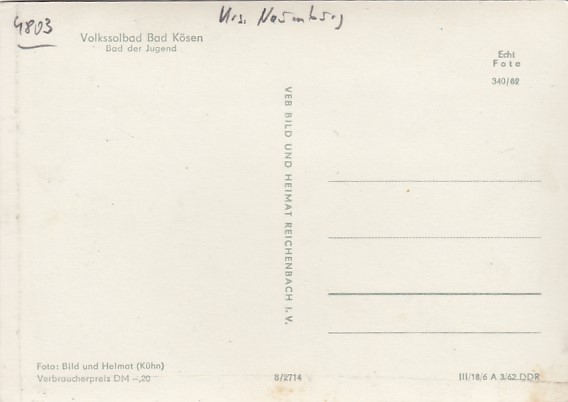 4803
Krs. Naumburg
Volkssolbad Bad Kösen
Bad der Jugend
Echt
Foto
340/62
VEB BILD UND HEIMAT REICHENBACH I. V.
Foto: Bild und Heimat (Kühn)
Verbraucherpreis DM –,20
8/2714
III/18/6 A 3/62 DDR